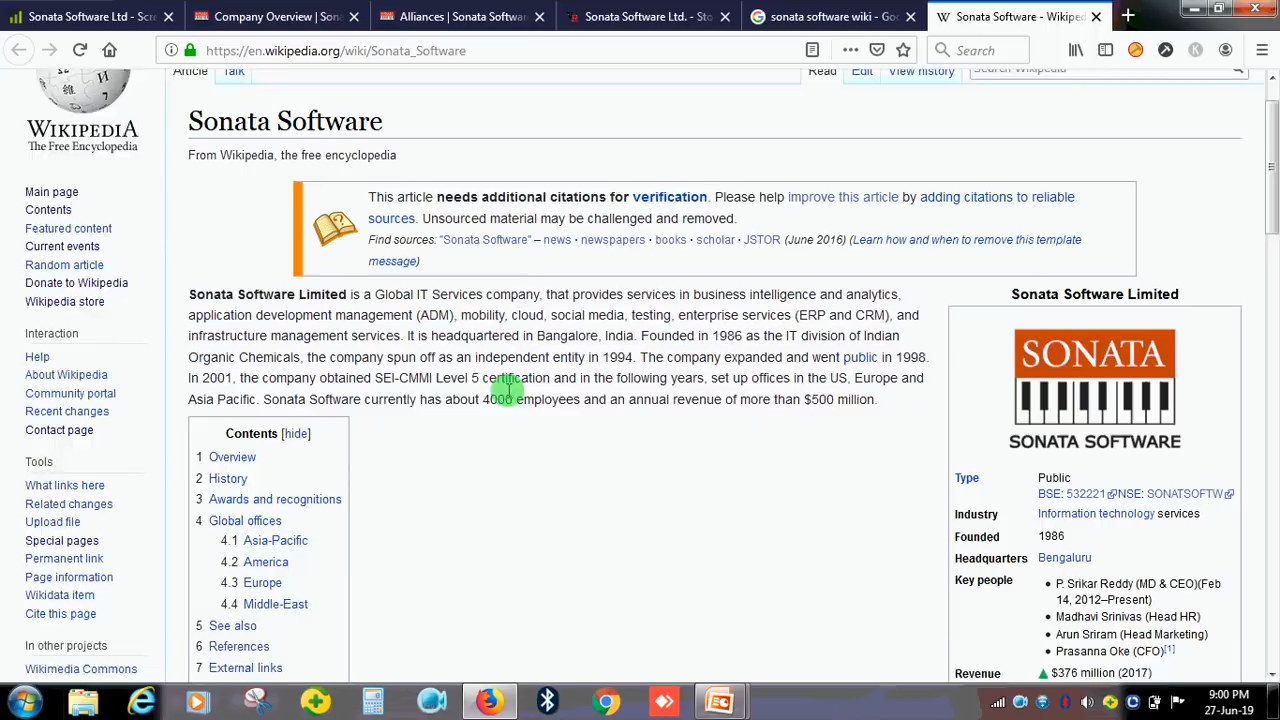 Sonata Software Ltd - Scre
Company Overview | Sona
Alliances | Sonata Softwar
Sonata Software Ltd. - Sto
sonata software wiki - Goo
Sonata Software - Wikiped
https://en.wikipedia.org/wiki/Sonata_Software
Search
Article Talk Read Edit View history Search Wikipedia
WIKIPEDIA
The Free Encyclopedia
Main page
Contents
Featured content
Current events
Random article
Donate to Wikipedia
Wikipedia store
Interaction
Help
About Wikipedia
Community portal
Recent changes
Contact page
Tools
What links here
Related changes
Upload file
Special pages
Permanent link
Page information
Wikidata item
Cite this page
In other projects
Wikimedia Commons
Sonata Software
From Wikipedia, the free encyclopedia
This article needs additional citations for verification. Please help improve this article by adding citations to reliable
sources. Unsourced material may be challenged and removed.
Find sources: "Sonata Software" – news · newspapers · books · scholar · JSTOR (June 2016) (Learn how and when to remove this template
message)
Sonata Software Limited is a Global IT Services company, that provides services in business intelligence and analytics,
application development management (ADM), mobility, cloud, social media, testing, enterprise services (ERP and CRM), and
infrastructure management services. It is headquartered in Bangalore, India. Founded in 1986 as the IT division of Indian
Organic Chemicals, the company spun off as an independent entity in 1994. The company expanded and went public in 1998.
In 2001, the company obtained SEI-CMMI Level 5 certification and in the following years, set up offices in the US, Europe and
Asia Pacific. Sonata Software currently has about 4000 employees and an annual revenue of more than $500 million.
Contents [hide]
1 Overview
2 History
3 Awards and recognitions
4 Global offices
4.1 Asia-Pacific
4.2 America
4.3 Europe
4.4 Middle-East
5 See also
6 References
7 External links
Sonata Software Limited
SONATA
SONATA SOFTWARE
Type Public
BSE: 532221 NSE: SONATSOFTW
Industry Information technology services
Founded 1986
Headquarters Bengaluru
Key people • P. Srikar Reddy (MD & CEO)(Feb
14, 2012–Present)
• Madhavi Srinivas (Head HR)
• Arun Sriram (Head Marketing)
• Prasanna Oke (CFO)[1]
Revenue ▲ $376 million (2017)
9:00 PM
27-Jun-19